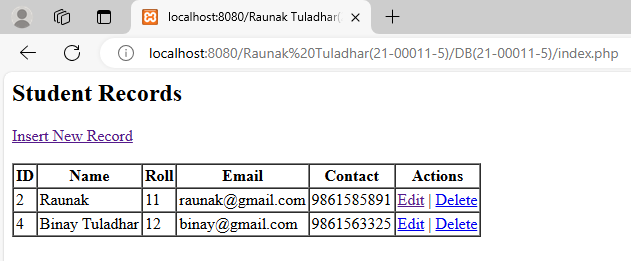 localhost:8080/Raunak Tuladhar(
localhost:8080/Raunak%20Tuladhar(21-00011-5)/DB(21-00011-5)/index.php
Student Records
Insert New Record
ID Name Roll Email Contact Actions
2 Raunak 11 raunak@gmail.com 9861585891 Edit | Delete
4 Binay Tuladhar 12 binay@gmail.com 9861563325 Edit | Delete